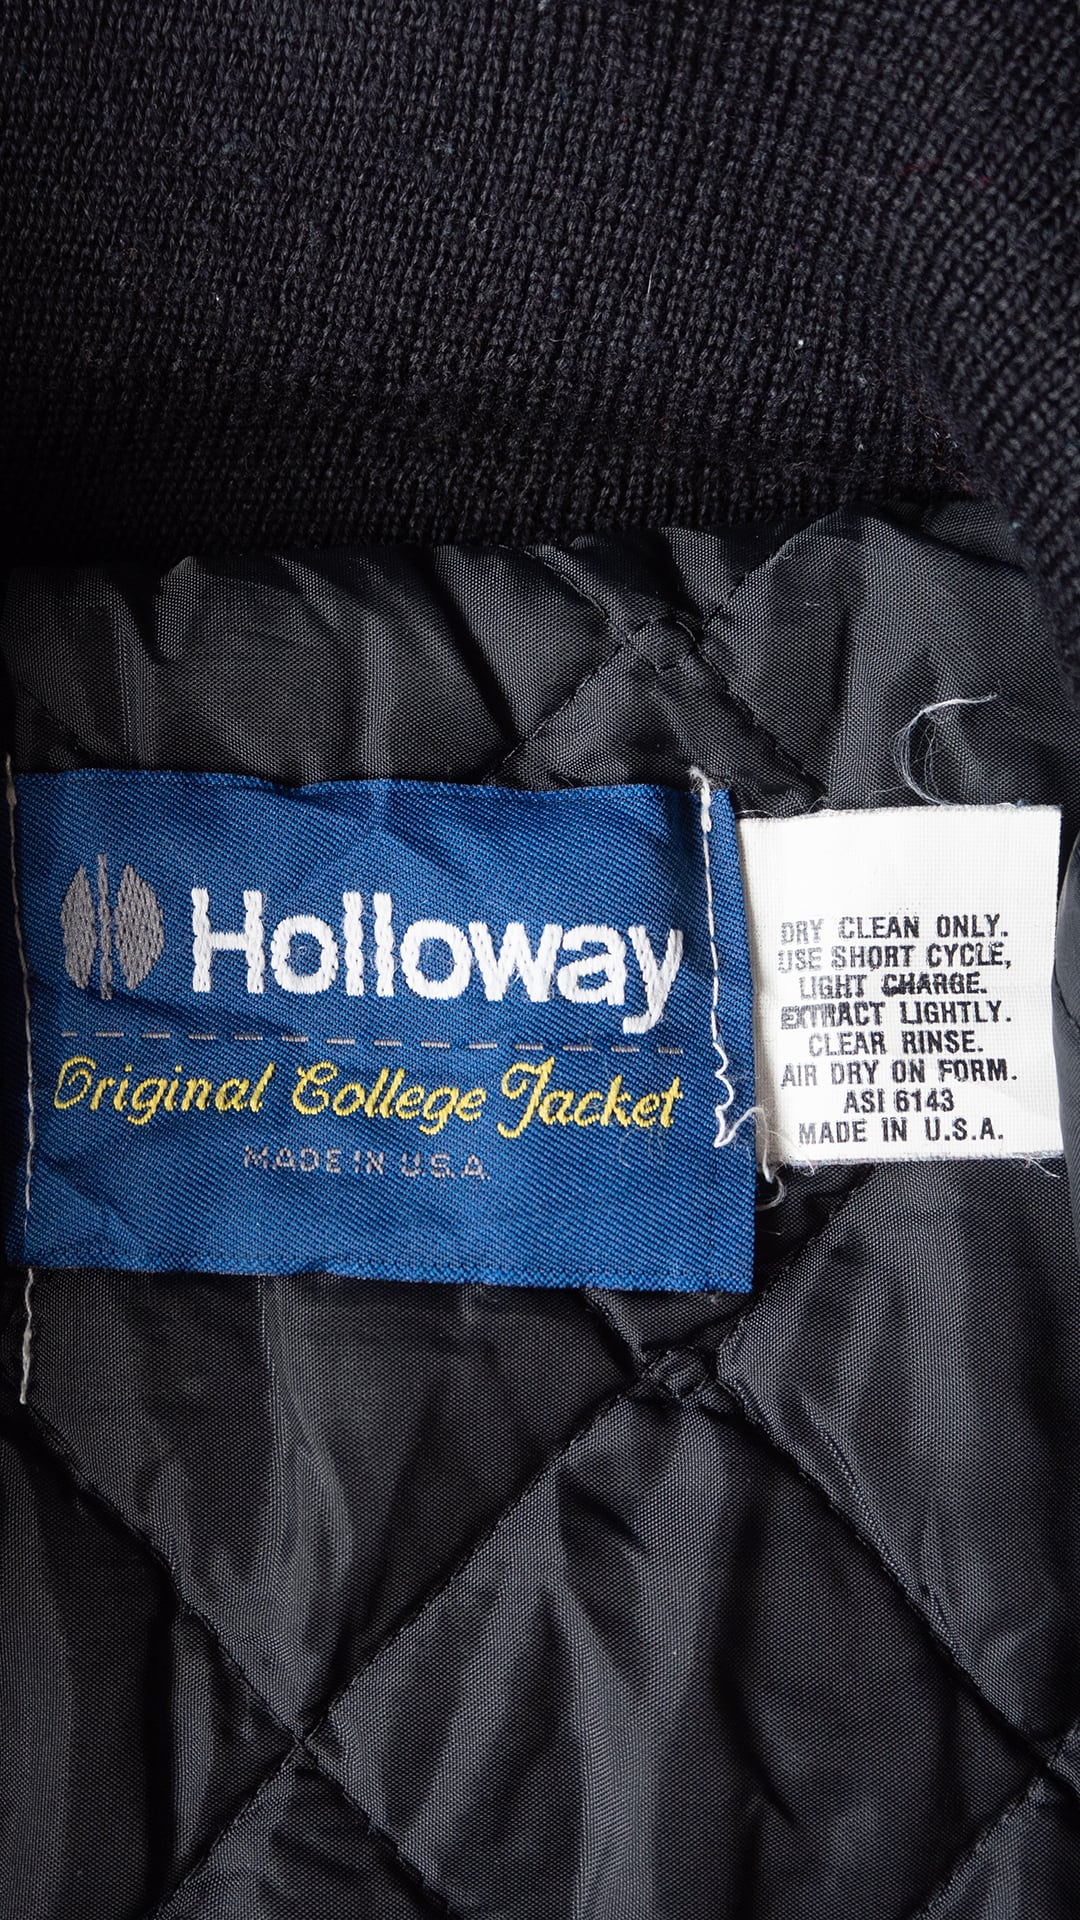 Holloway
Original College Jacket
MADE IN U.S.A.
DRY CLEAN ONLY.
USE SHORT CYCLE,
LIGHT CHARGE.
EXTRACT LIGHTLY.
CLEAR RINSE.
AIR DRY ON FORM.
ASI 6143
MADE IN U.S.A.